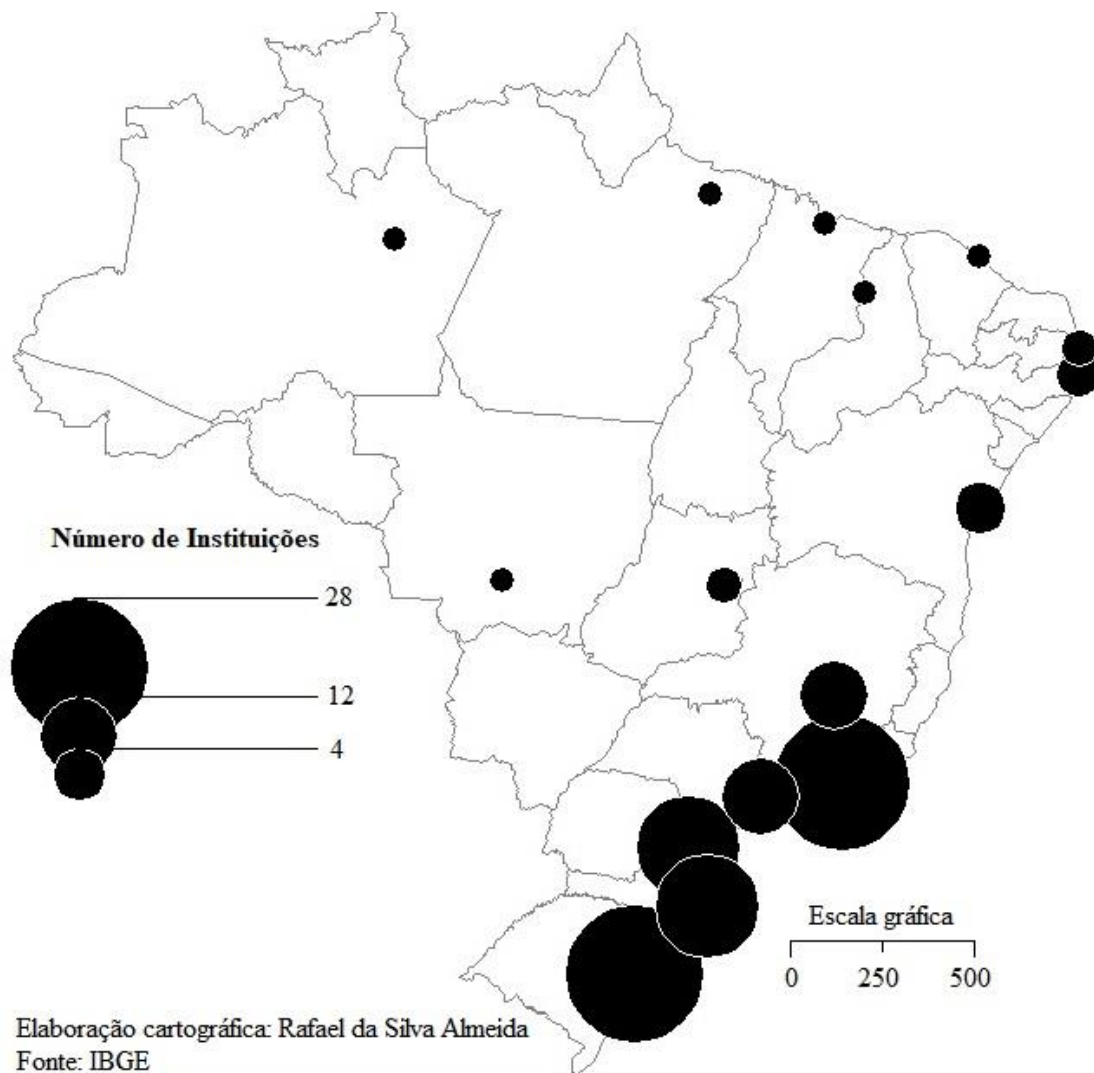 Número de Instituições
28
12
4
Escala gráfica
0 250 500
Elaboração cartográfica: Rafael da Silva Almeida
Fonte: IBGE